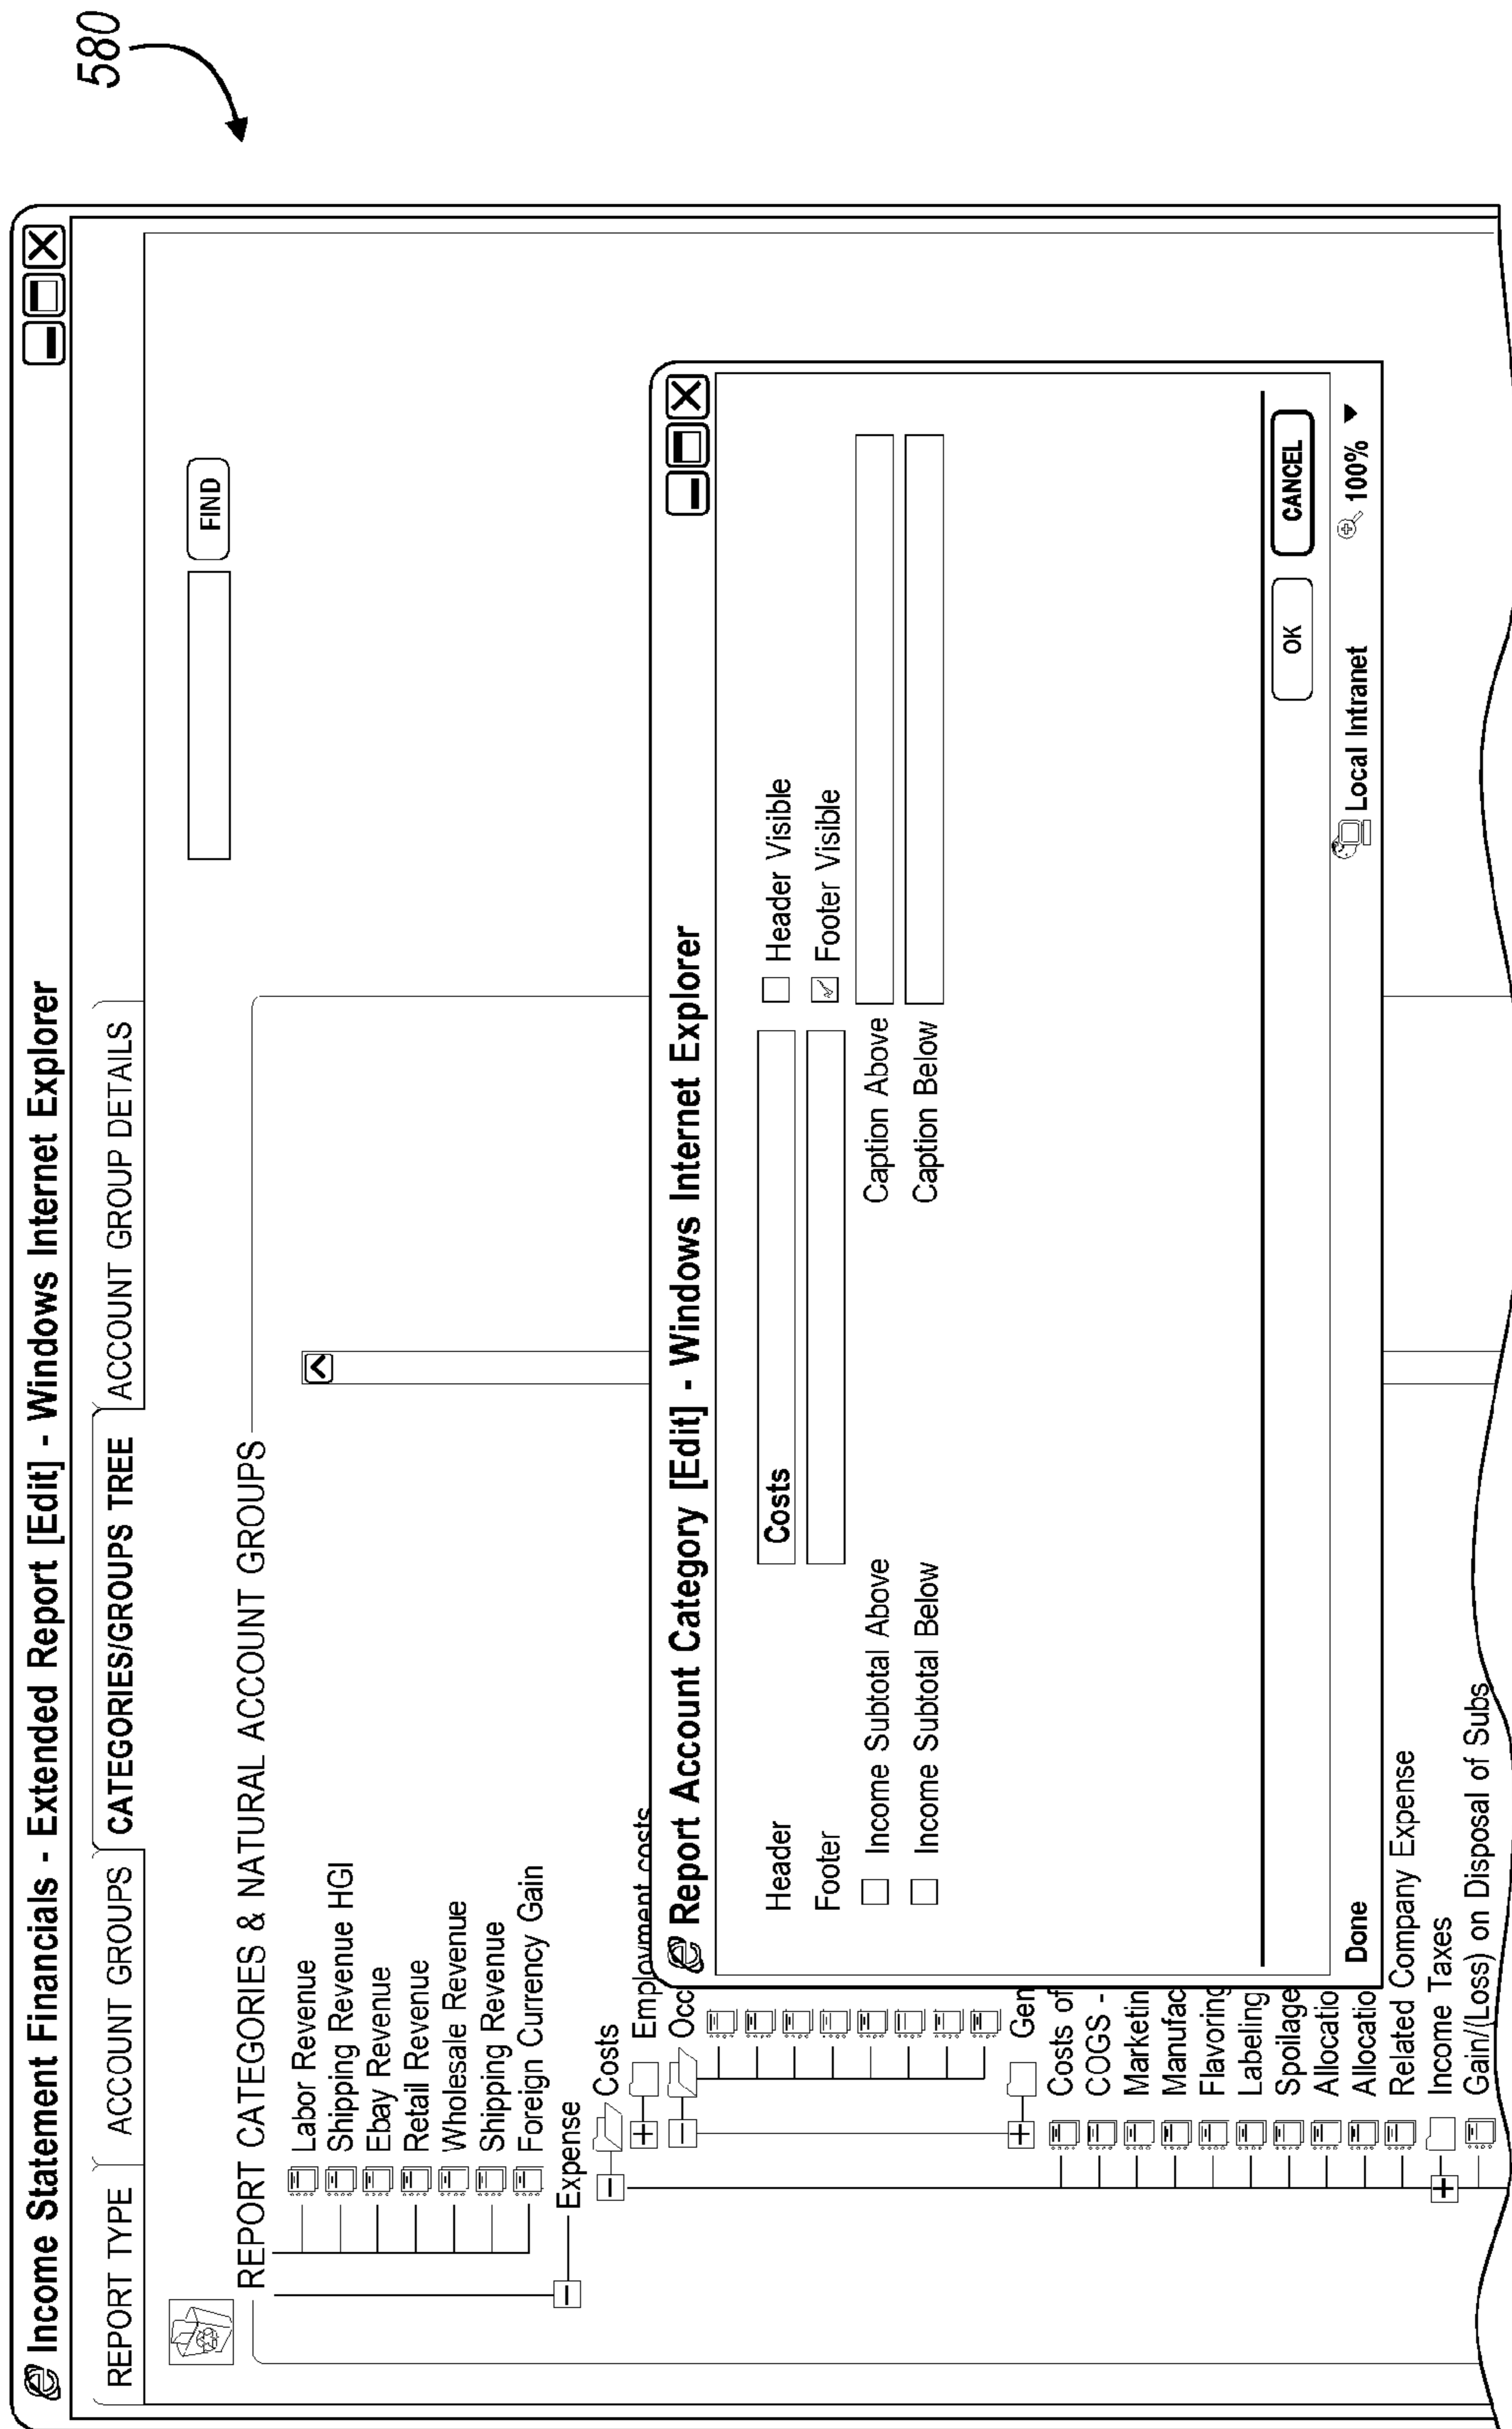 580
Income Statement Financials - Extended Report [Edit] - Windows Internet Explorer
REPORT TYPE ACCOUNT GROUPS CATEGORIES/GROUPS TREE ACCOUNT GROUP DETAILS
FIND
REPORT CATEGORIES & NATURAL ACCOUNT GROUPS
Labor Revenue
Shipping Revenue HGI
Ebay Revenue
Retail Revenue
Wholesale Revenue
Shipping Revenue
Foreign Currency Gain
Expense
Costs
Employment costs
Occ
Gen
Costs of
COGS -
Marketin
Manufac
Flavoring
Labeling
Spoilage
Allocatio
Allocatio
Related Company Expense
Income Taxes
Gain/(Loss) on Disposal of Subs
Report Account Category [Edit] - Windows Internet Explorer
Header Costs Header Visible
Footer Footer Visible
Income Subtotal Above Caption Above
Income Subtotal Below Caption Below
OK CANCEL
Done Local Intranet 100%